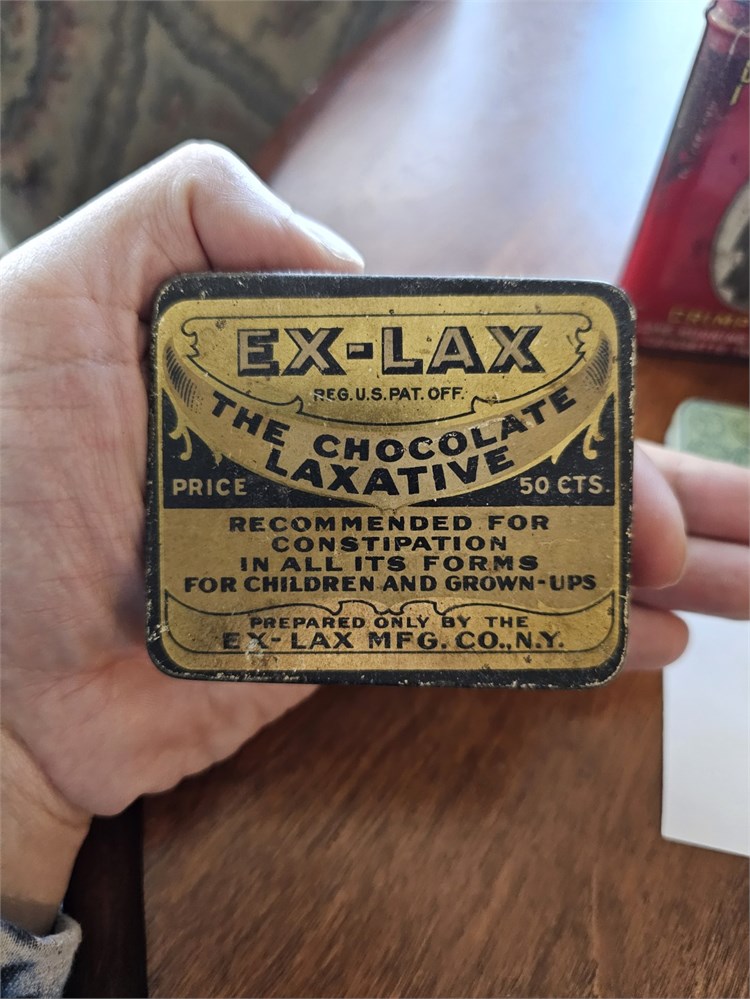 EX-LAX
REG. U.S. PAT. OFF.
THE CHOCOLATE
LAXATIVE
PRICE 50 CTS.
RECOMMENDED FOR
CONSTIPATION
IN ALL ITS FORMS
FOR CHILDREN AND GROWN-UPS
PREPARED ONLY BY THE
EX-LAX MFG. CO., N.Y.